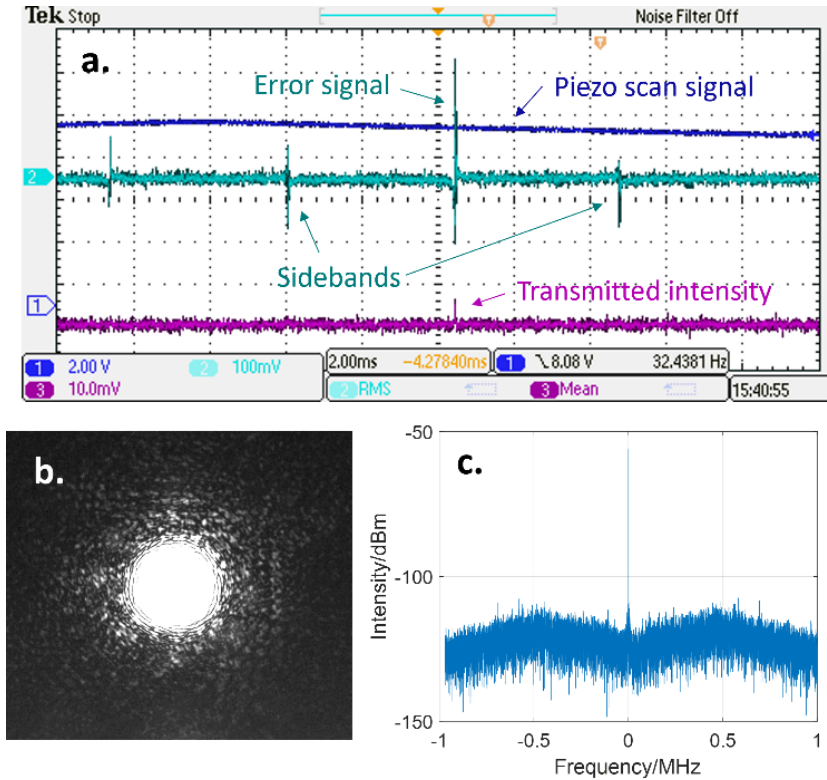 Tek Stop
Noise Filter Off
a.
Error signal
Piezo scan signal
2
Sidebands
1
Transmitted intensity
1 2.00 V 2 100mV 2.00ms −4.27840ms 1 8.08 V 32.4381 Hz
3 10.0mV 2 RMS 3 Mean 15:40:55
b.
c.
-50
-100
-150
Intensity/dBm
-1 -0.5 0 0.5 1
Frequency/MHz